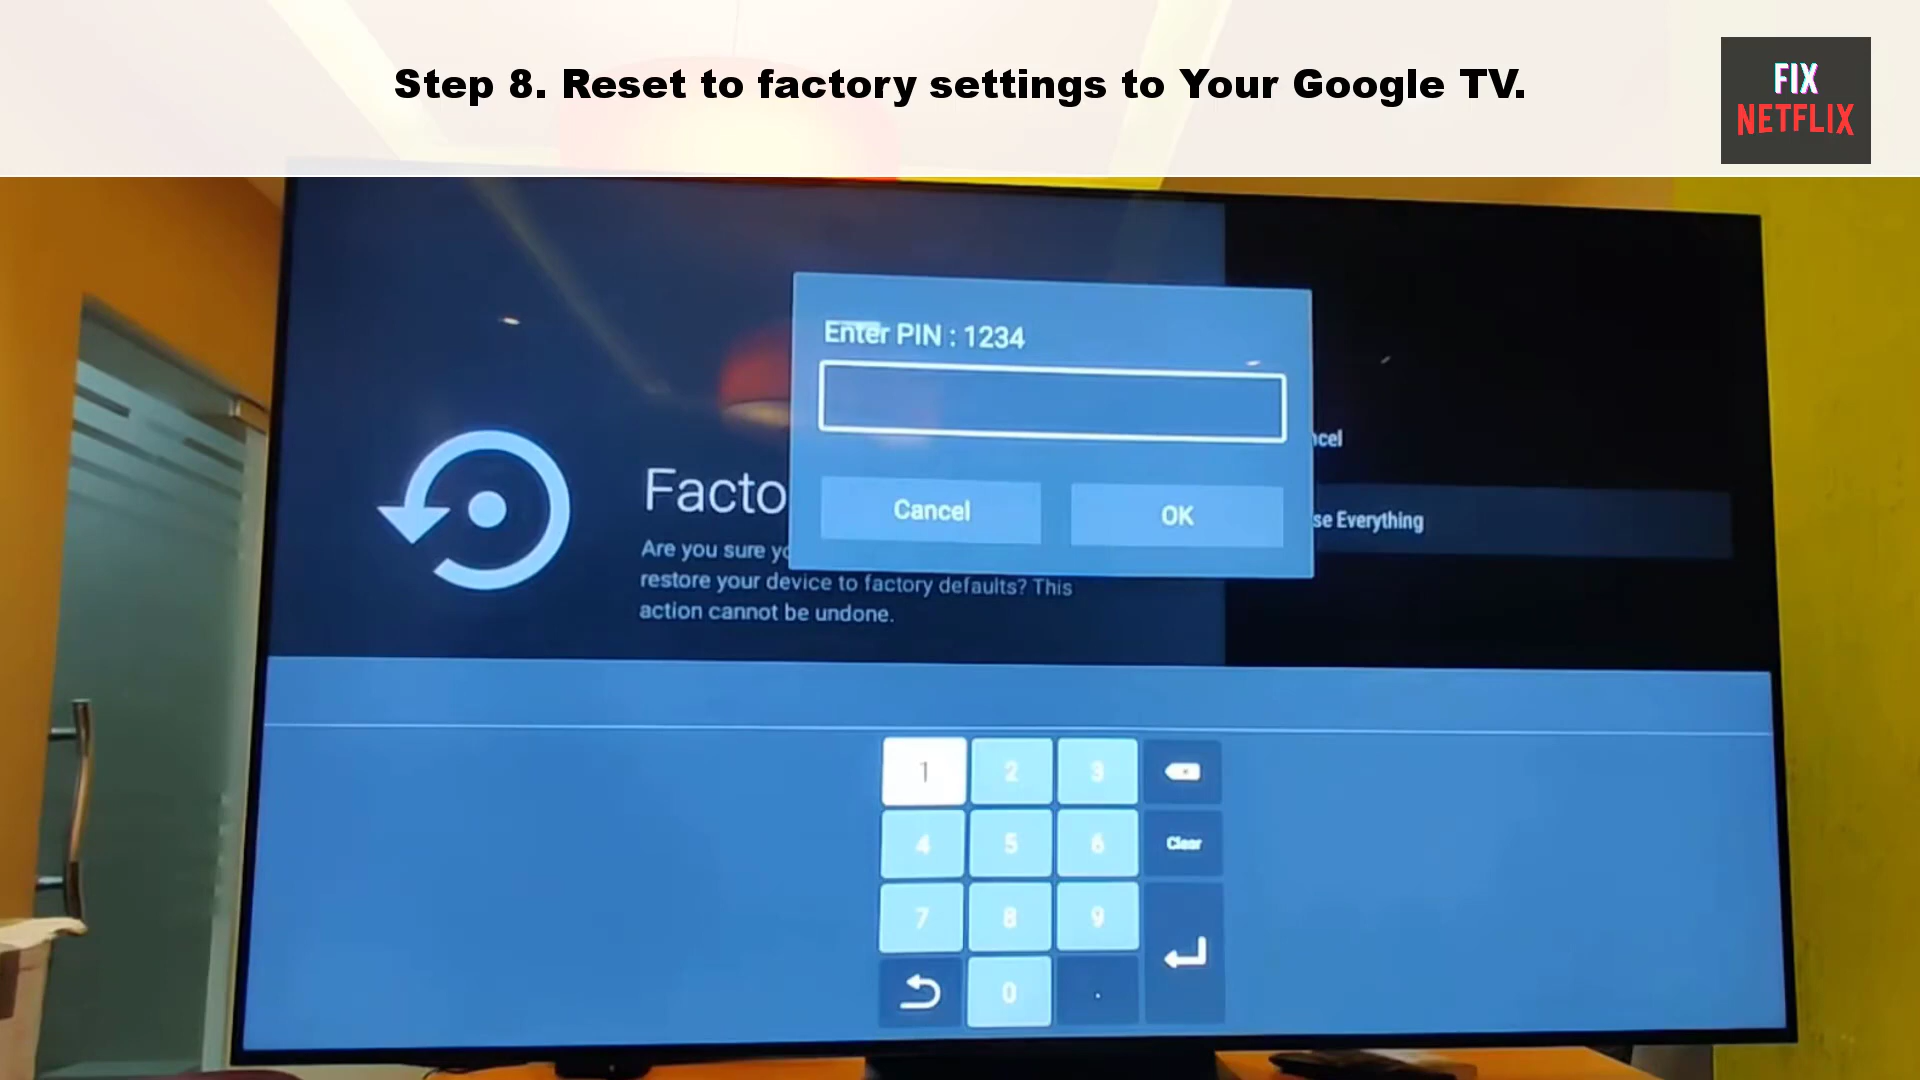 Step 8. Reset to factory settings to Your Google TV.
FIX
NETFLIX
Enter PIN : 1234
Cancel
OK
Facto
Are you sure yo
restore your device to factory defaults? This
action cannot be undone.
ncel
se Everything
1 2 3
4 5 6 Clear
7 8 9
0 .